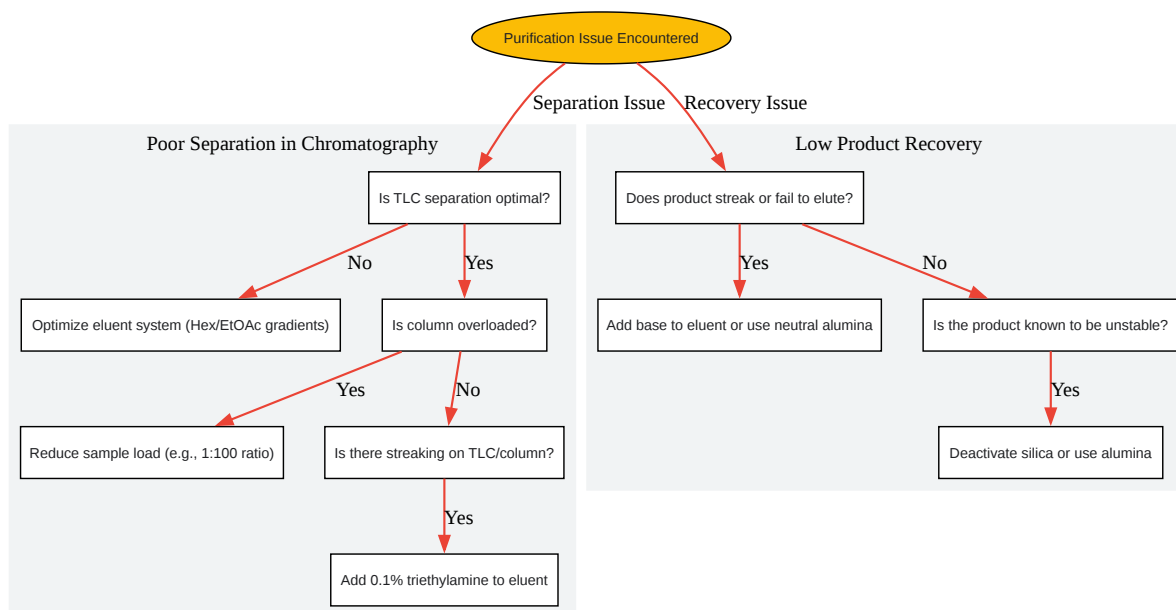 Purification Issue Encountered
Separation Issue
Recovery Issue
Poor Separation in Chromatography
Low Product Recovery
Is TLC separation optimal?
Does product streak or fail to elute?
No
Yes
Yes
No
Optimize eluent system (Hex/EtOAc gradients)
Is column overloaded?
Add base to eluent or use neutral alumina
Is the product known to be unstable?
Yes
No
Yes
Reduce sample load (e.g., 1:100 ratio)
Is there streaking on TLC/column?
Deactivate silica or use alumina
Yes
Add 0.1% triethylamine to eluent